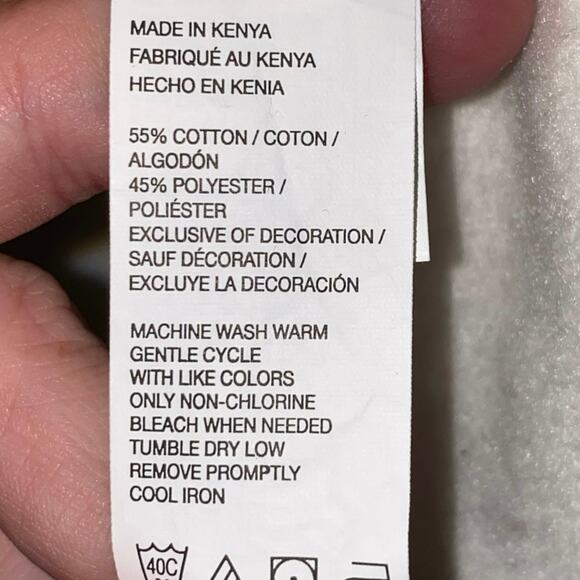 MADE IN KENYA
FABRIQUÉ AU KENYA
HECHO EN KENIA
55% COTTON / COTON /
ALGODÓN
45% POLYESTER /
POLIÉSTER
EXCLUSIVE OF DECORATION /
SAUF DÉCORATION /
EXCLUYE LA DECORACIÓN
MACHINE WASH WARM
GENTLE CYCLE
WITH LIKE COLORS
ONLY NON-CHLORINE
BLEACH WHEN NEEDED
TUMBLE DRY LOW
REMOVE PROMPTLY
COOL IRON
40C